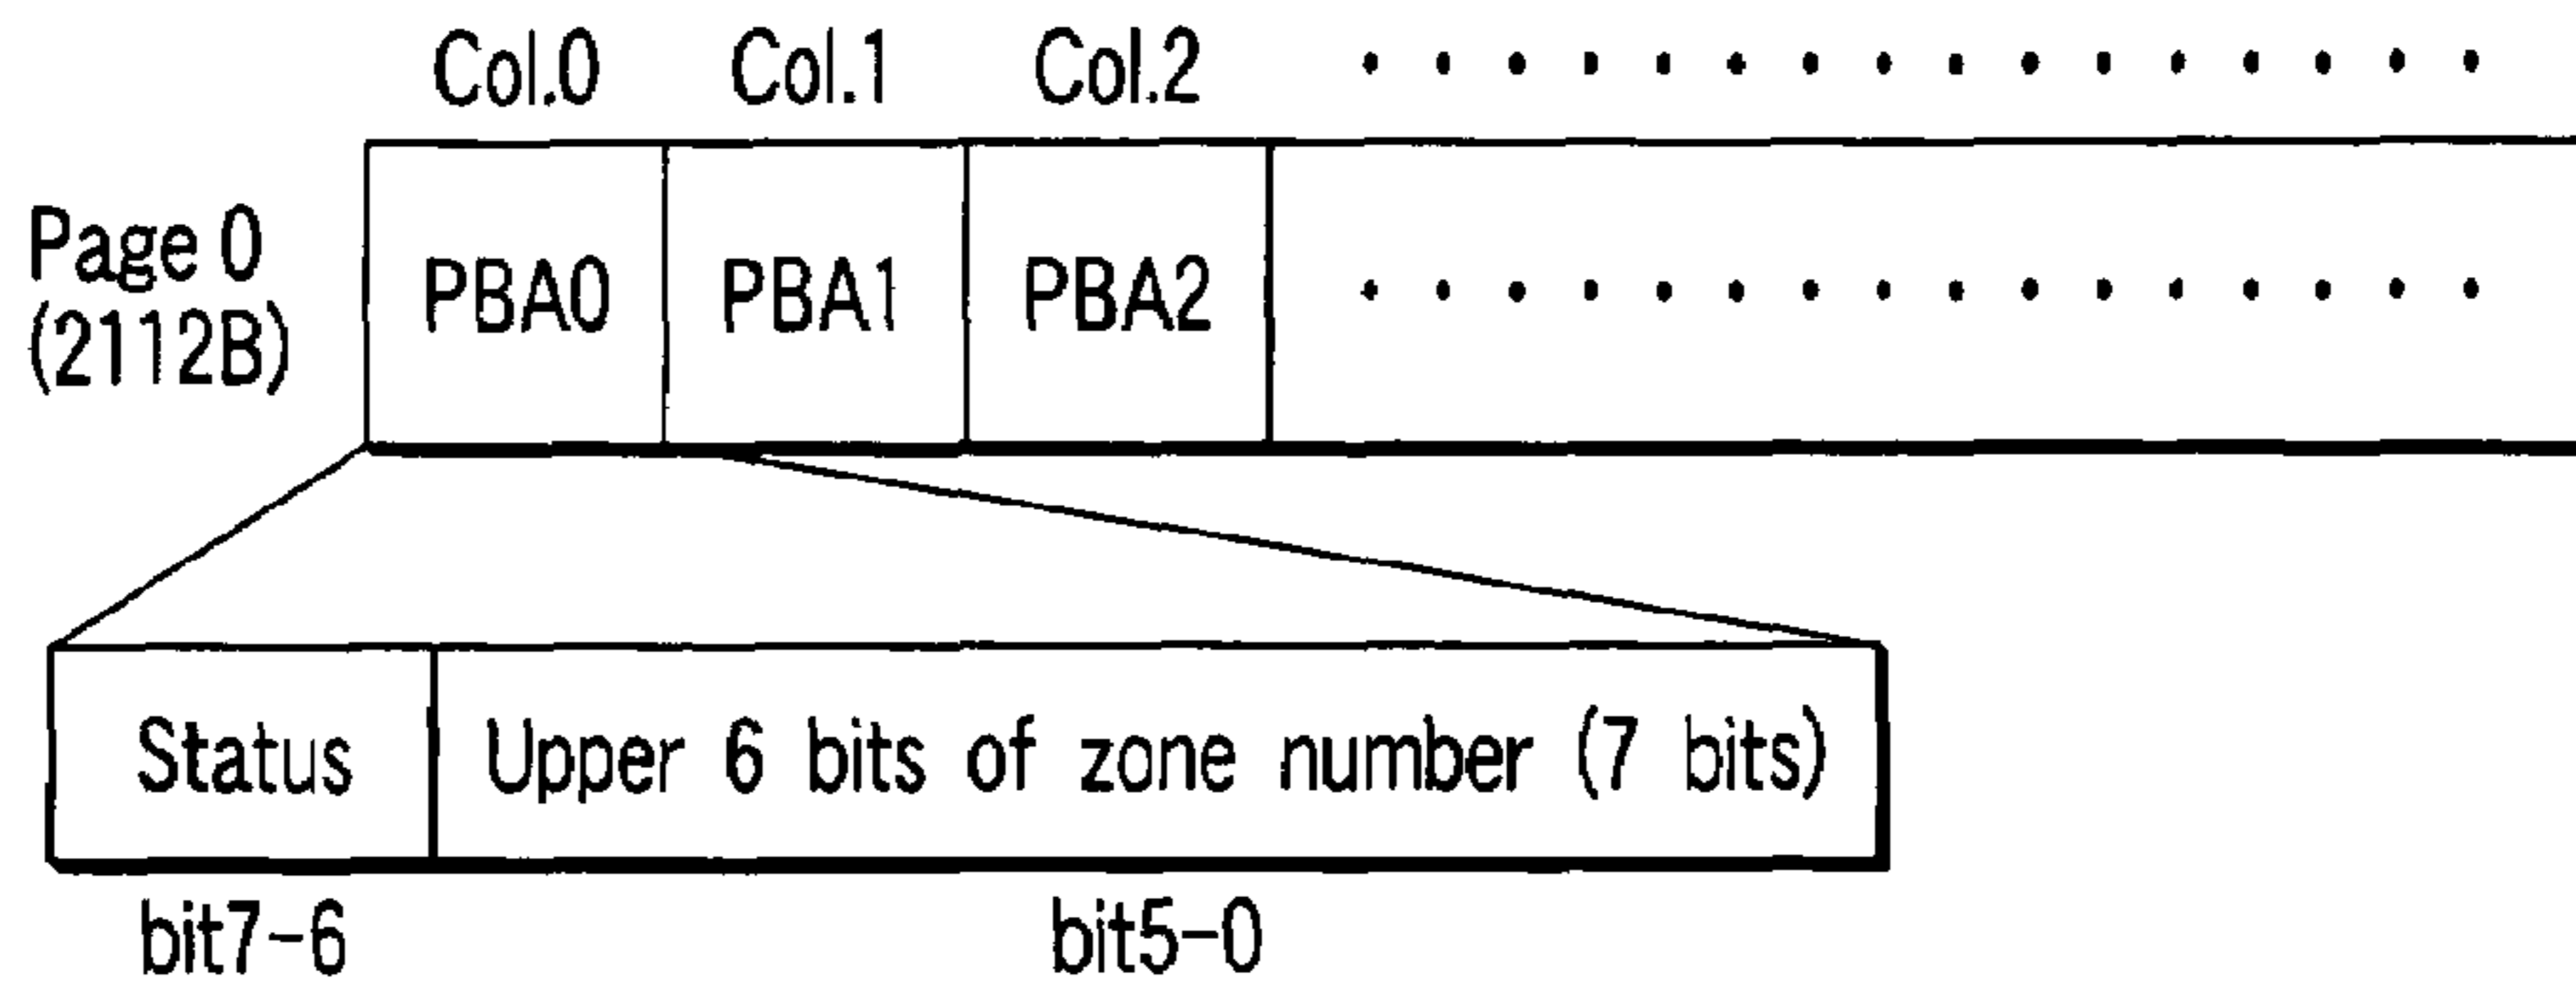 Col.0 Col.1 Col.2 . . . . . . . . . . . . . . . .
Page 0
(2112B)
PBA0 PBA1 PBA2 . . . . . . . . . . . . . . . .
Status Upper 6 bits of zone number (7 bits)
bit7-6 bit5-0